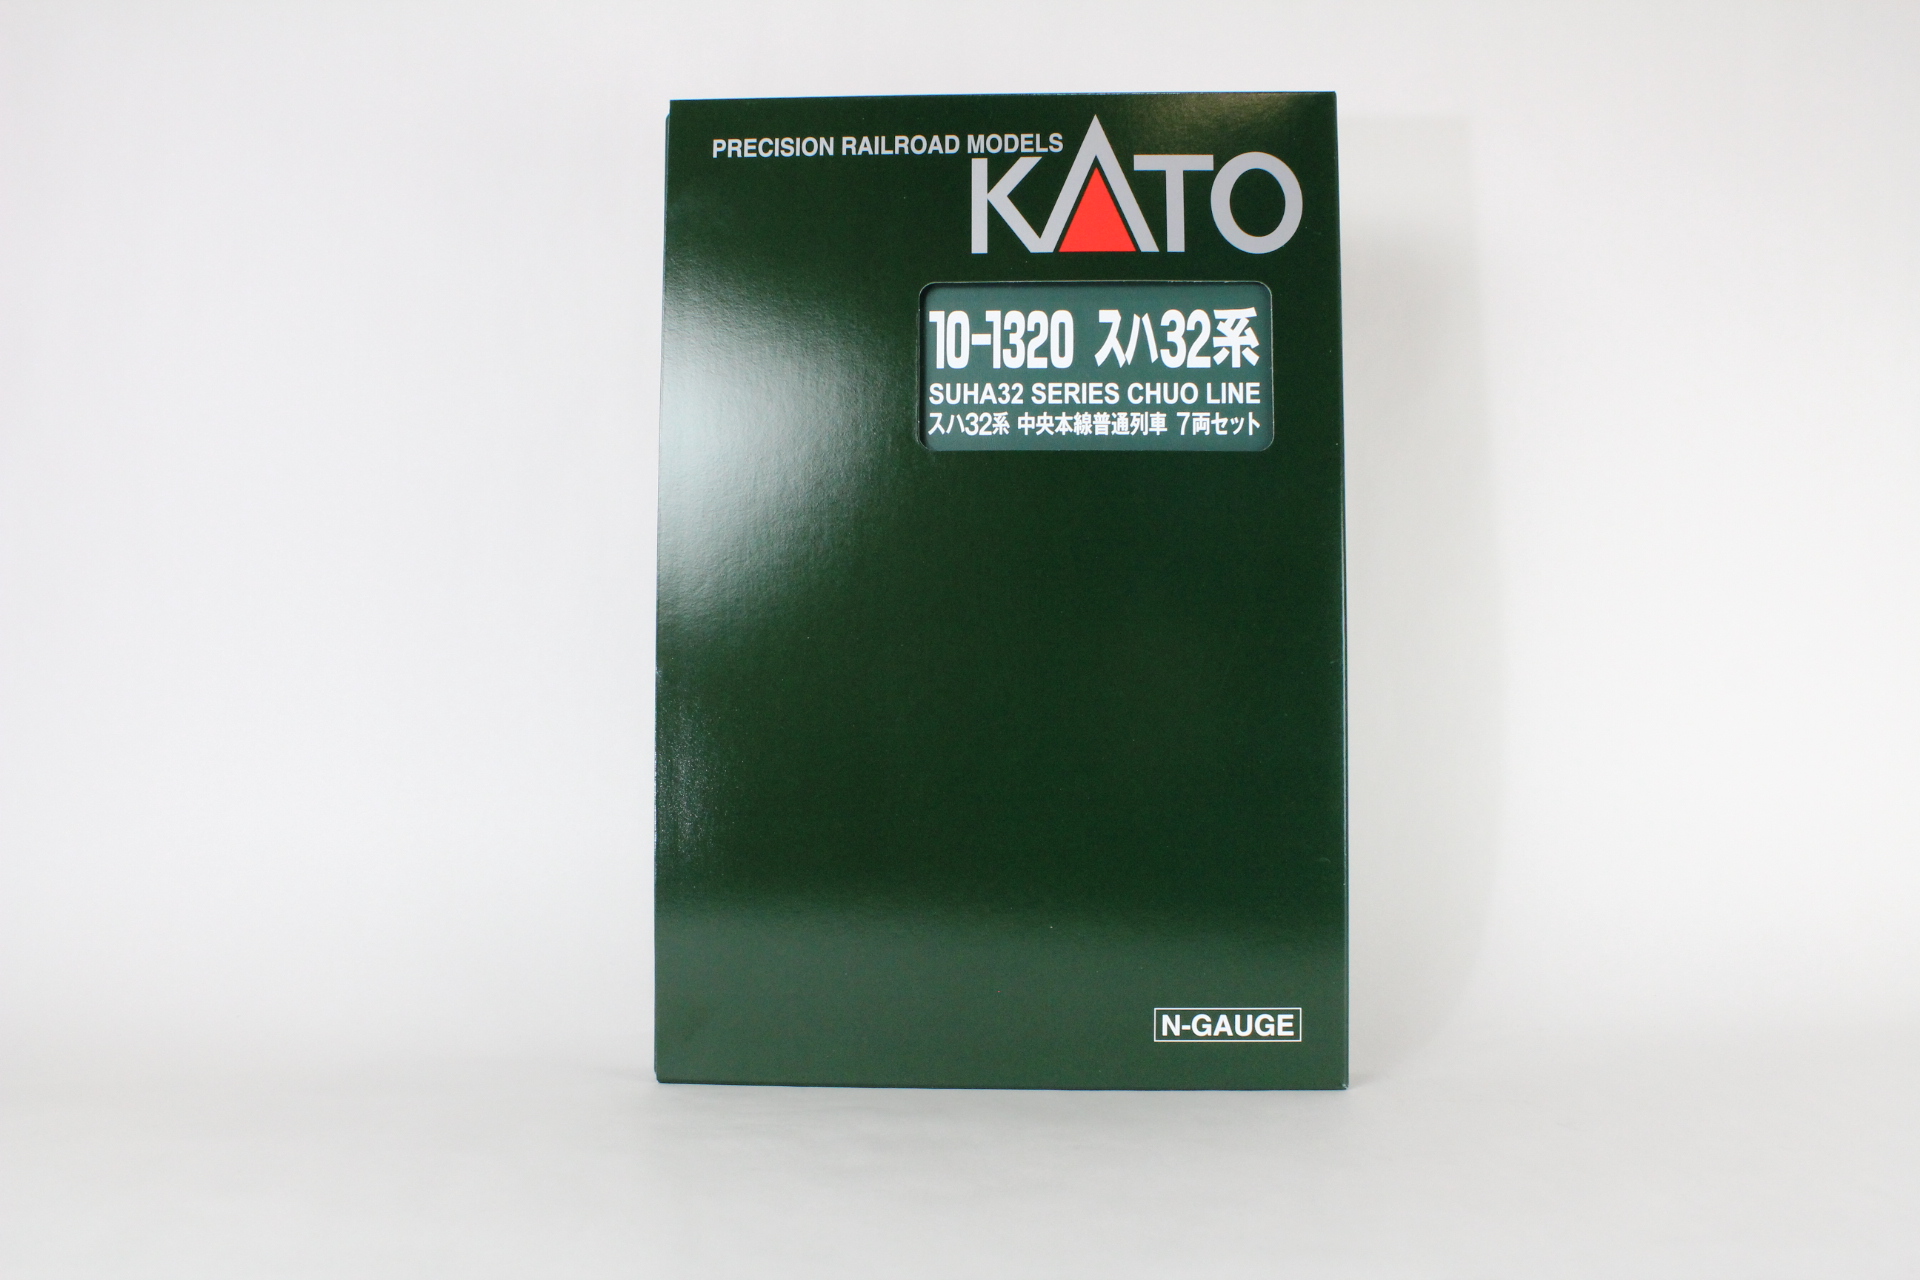 PRECISION RAILROAD MODELS
KATO
10-1320 スハ32系
SUHA32 SERIES CHUO LINE
スハ32系 中央本線普通列車 7両セット
N-GAUGE